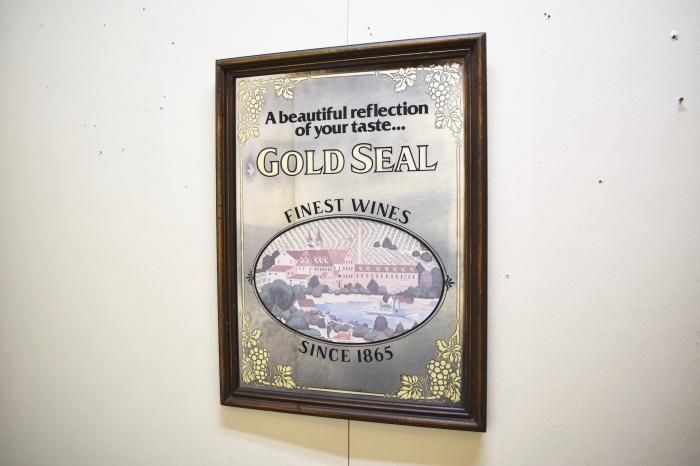 A beautiful reflection
of your taste...
GOLD SEAL
FINEST WINES
SINCE 1865